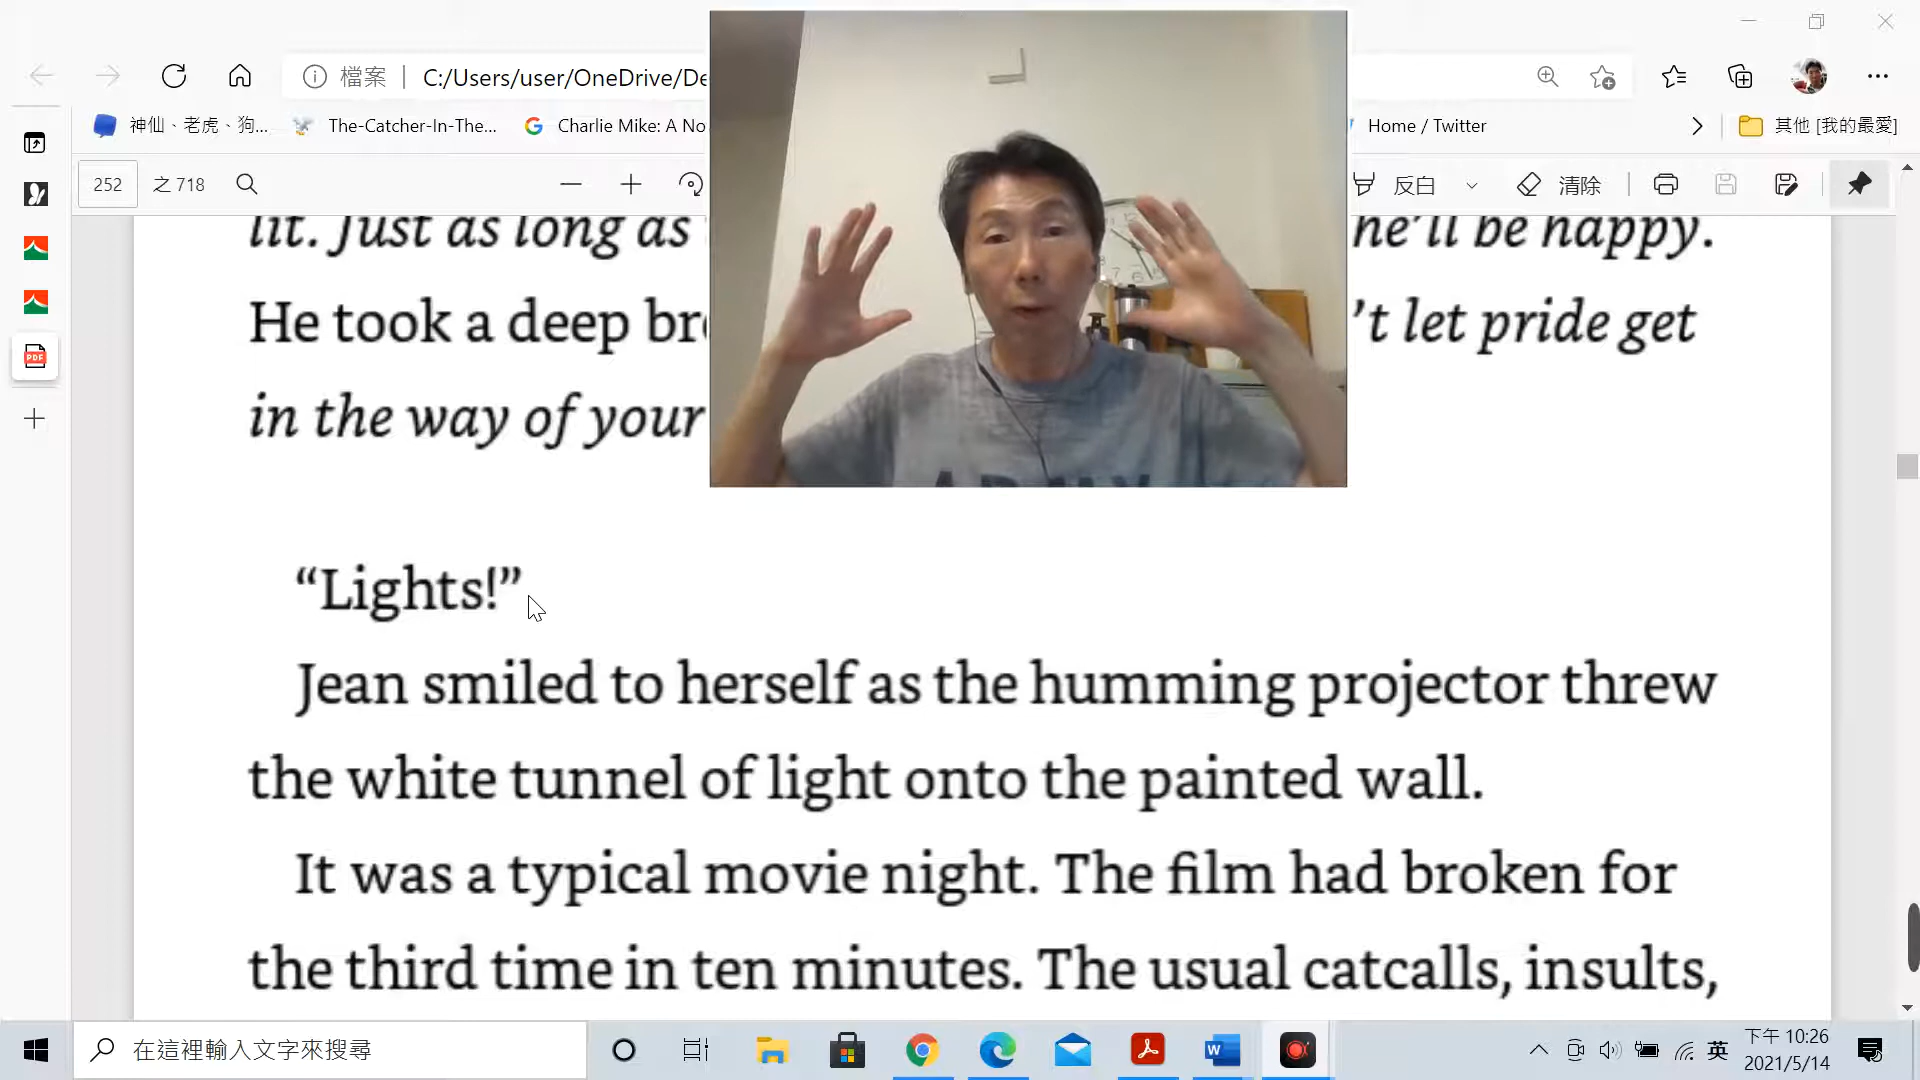 檔案
C:/Users/user/OneDrive/De
神仙、老虎、狗...
The-Catcher-In-The...
Charlie Mike: A No
Home / Twitter
其他 [我的最愛]
252 之 718
反白
清除
lit. Just as long as
he'll be happy.
He took a deep bre
't let pride get
in the way of your
ARMY
“Lights!”
Jean smiled to herself as the humming projector threw
the white tunnel of light onto the painted wall.
It was a typical movie night. The film had broken for
the third time in ten minutes. The usual catcalls, insults,
在這裡輸入文字來搜尋
英
下午 10:26
2021/5/14